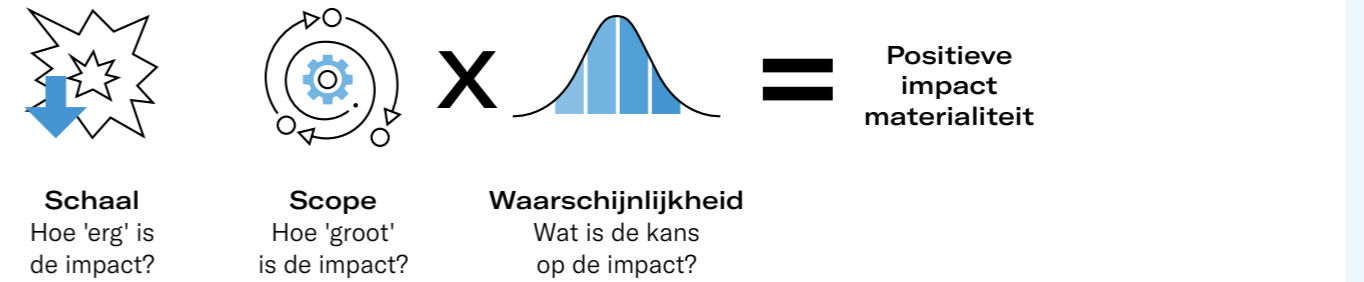 X
=
Positieve
impact
materialiteit
Schaal
Hoe 'erg' is
de impact?
Scope
Hoe 'groot'
is de impact?
Waarschijnlijkheid
Wat is de kans
op de impact?